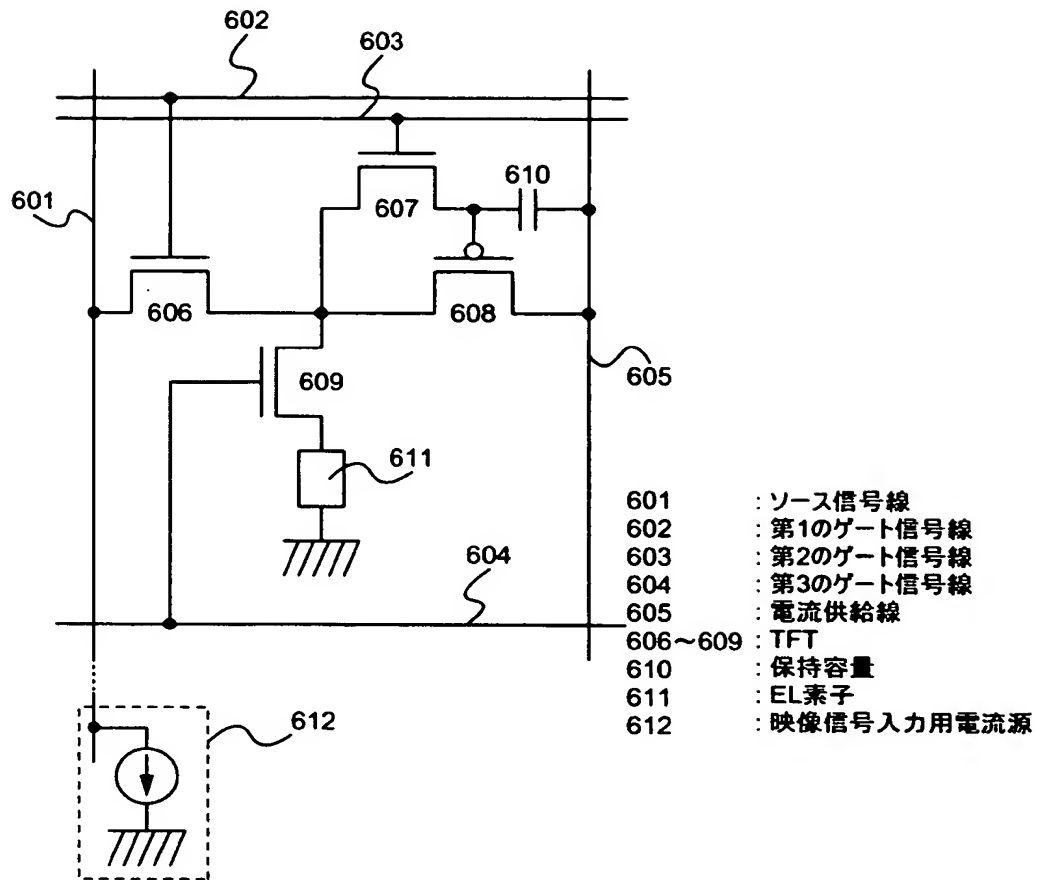 602
603
601
610
607
606
608
609
605
611
604
612
601 : ソース信号線
602 : 第1のゲート信号線
603 : 第2のゲート信号線
604 : 第3のゲート信号線
605 : 電流供給線
606～609 : TFT
610 : 保持容量
611 : EL素子
612 : 映像信号入力用電流源